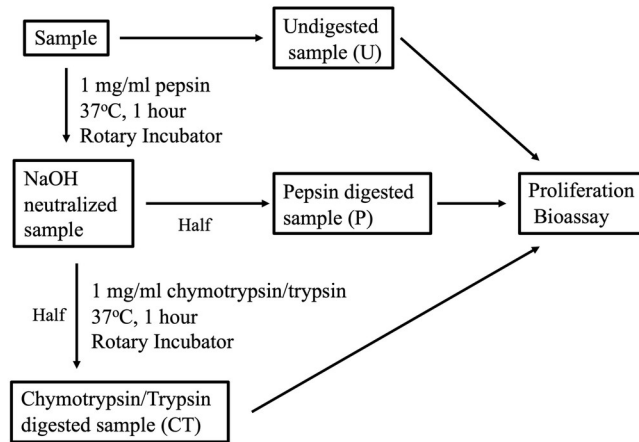 Sample
Undigested
sample (U)
1 mg/ml pepsin
37°C, 1 hour
Rotary Incubator
NaOH
neutralized
sample
Half
Pepsin digested
sample (P)
Proliferation
Bioassay
Half
1 mg/ml chymotrypsin/trypsin
37°C, 1 hour
Rotary Incubator
Chymotrypsin/Trypsin
digested sample (CT)